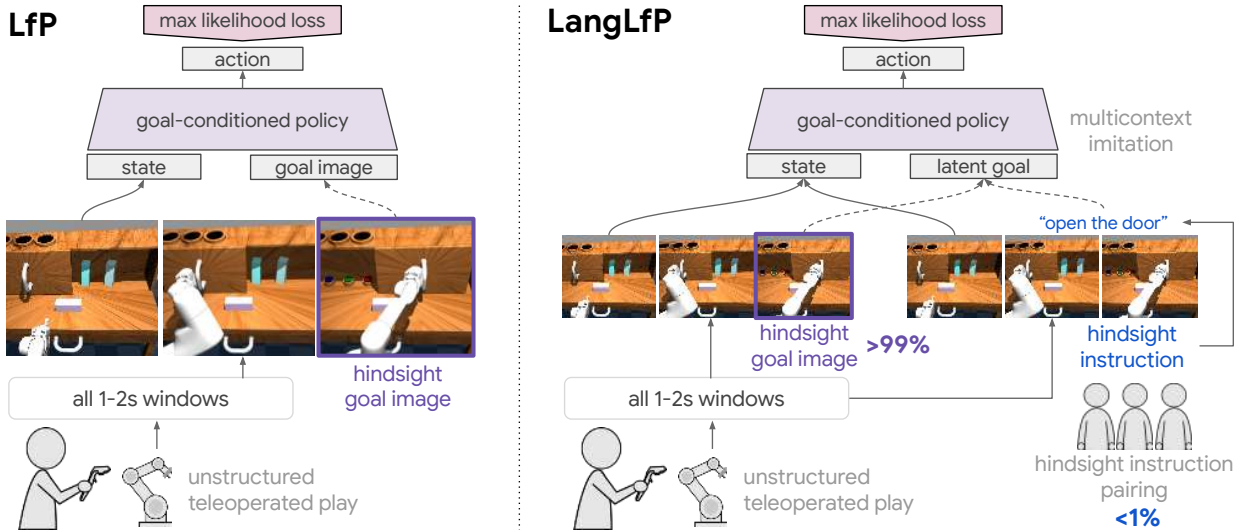 LfP
max likelihood loss
action
goal-conditioned policy
state
goal image
hindsight
goal image
all 1-2s windows
unstructured
teleoperated play
LangLfP
max likelihood loss
action
goal-conditioned policy
multicontext
imitation
state
latent goal
“open the door”
hindsight
goal image
>99%
hindsight
instruction
all 1-2s windows
unstructured
teleoperated play
hindsight instruction
pairing
<1%